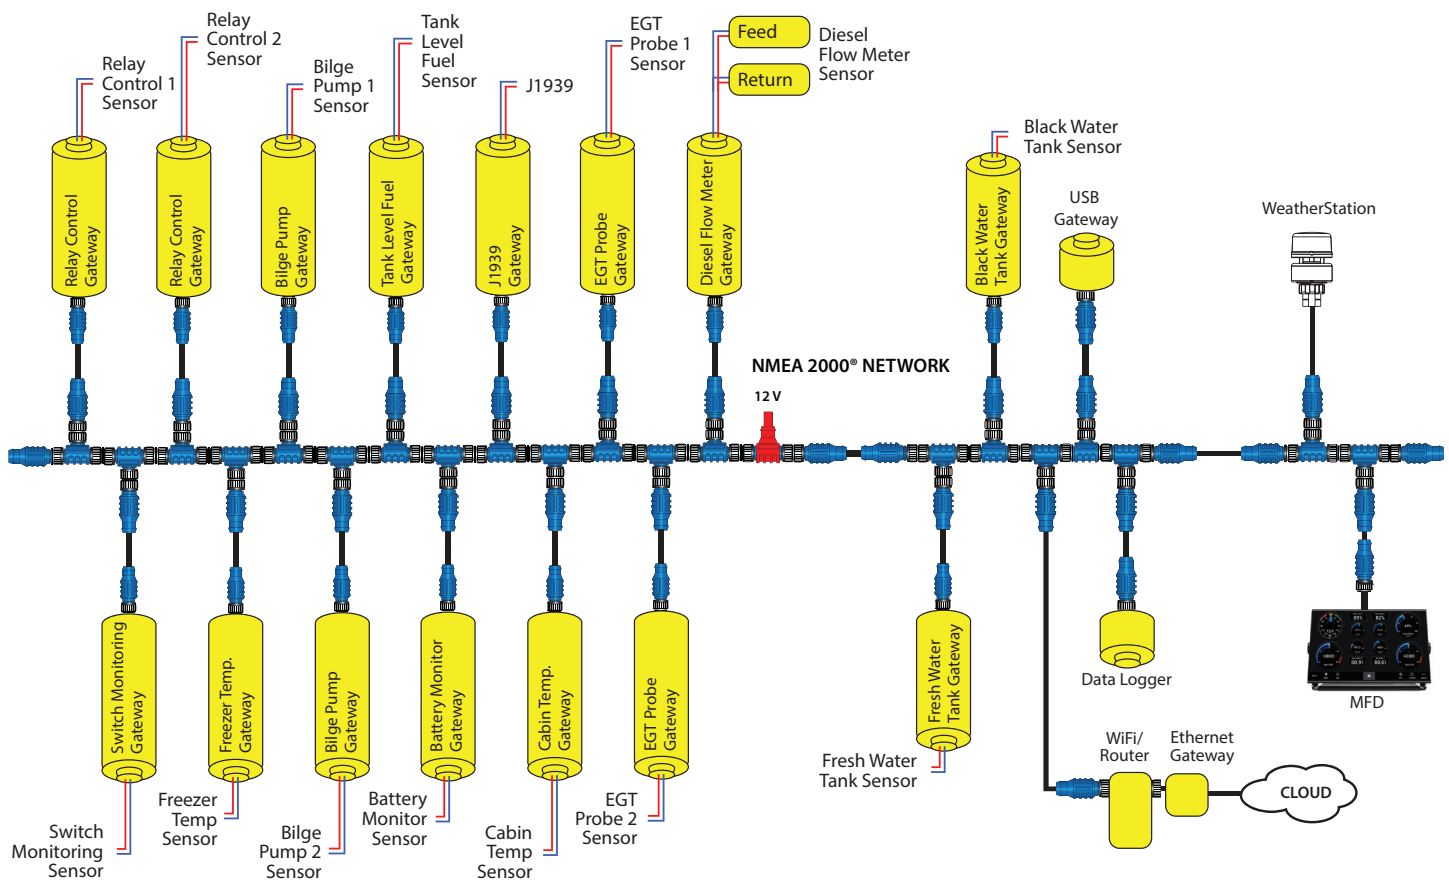 Relay
Control 1
Sensor
Relay
Control 2
Sensor
Bilge
Pump 1
Sensor
Tank
Level
Fuel
Sensor
J1939
EGT
Probe 1
Sensor
Feed
Return
Diesel
Flow Meter
Sensor
Black Water
Tank Sensor
USB
Gateway
WeatherStation
Relay Control
Gateway
Relay Control
Gateway
Bilge Pump
Gateway
Tank Level Fuel
Gateway
J1939
Gateway
EGT Probe
Gateway
Diesel Flow Meter
Gateway
Black Water
Tank Gateway
NMEA 2000® NETWORK
12 V
Switch Monitoring
Gateway
Freezer Temp.
Gateway
Bilge Pump
Gateway
Battery Monitor
Gateway
Cabin Temp.
Gateway
EGT Probe
Gateway
Fresh Water
Tank Gateway
Data Logger
MFD
Switch
Monitoring
Sensor
Freezer
Temp
Sensor
Bilge
Pump 2
Sensor
Battery
Monitor
Sensor
Cabin
Temp
Sensor
EGT
Probe 2
Sensor
Fresh Water
Tank Sensor
WiFi/
Router
Ethernet
Gateway
CLOUD